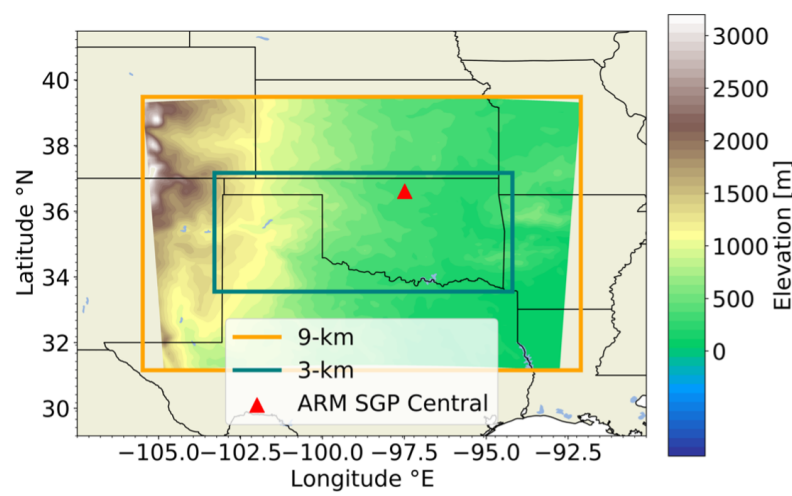 3000
2500
2000
1500
1000
500
0
Elevation [m]
40
38
36
34
32
30
Latitude °N
9-km
3-km
ARM SGP Central
−105.0 −102.5 −100.0 −97.5 −95.0 −92.5
Longitude °E